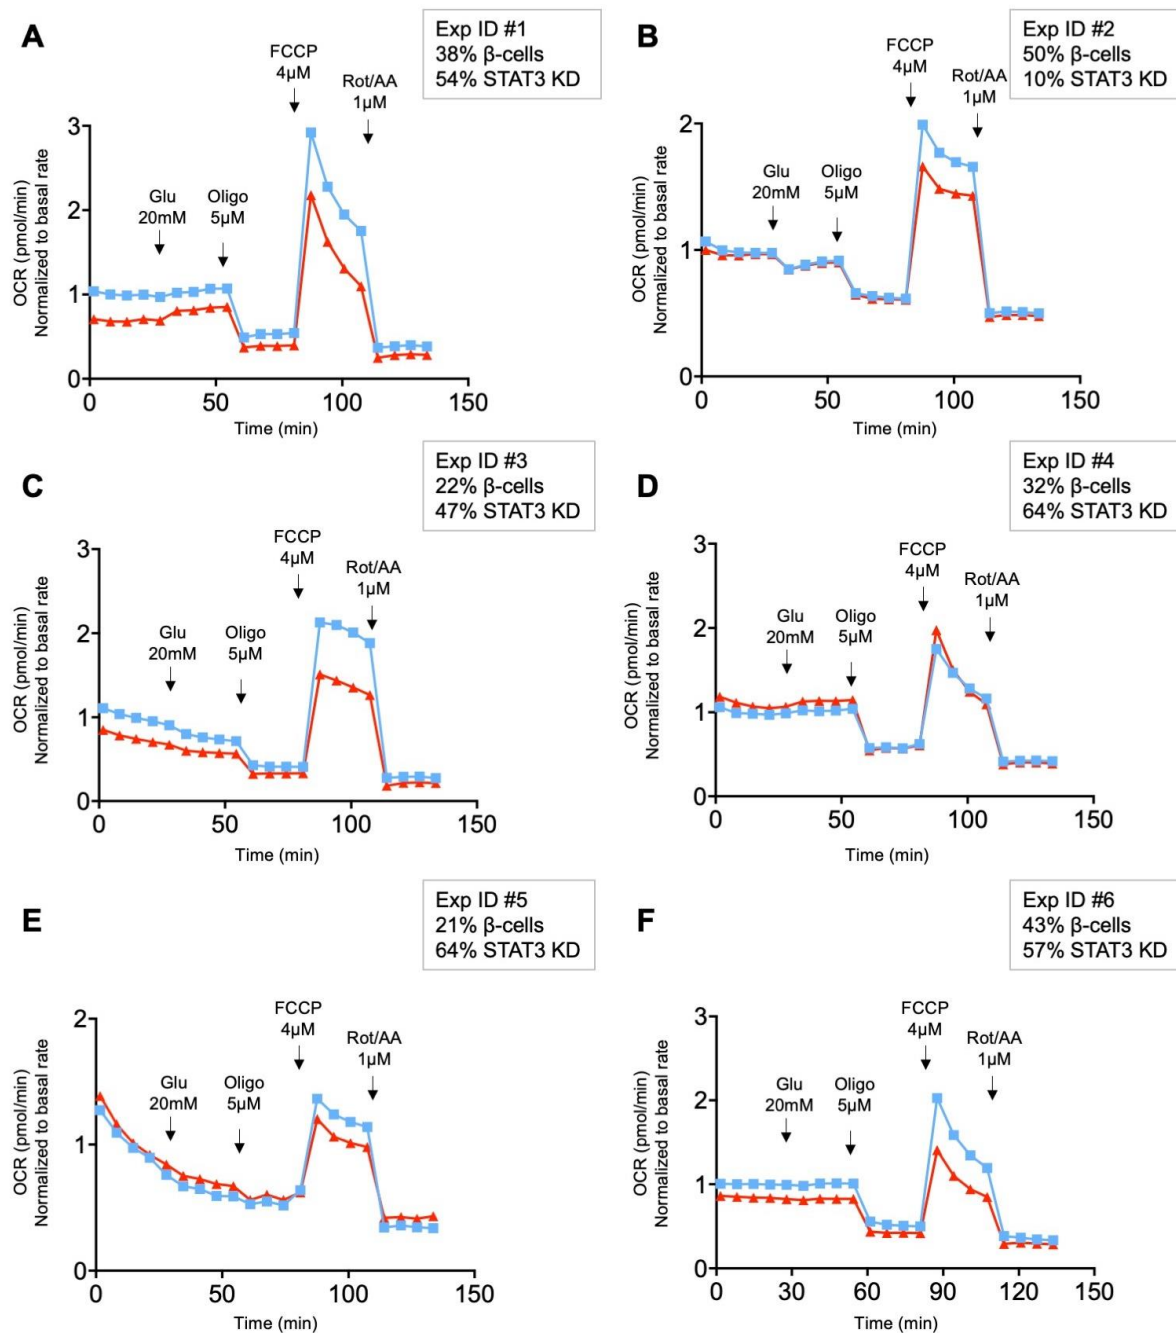 A
Exp ID #1
38% β-cells
54% STAT3 KD
FCCP
4µM
Rot/AA
1µM
Glu
20mM
Oligo
5µM
OCR (pmol/min)
Normalized to basal rate
3
2
1
0
0 50 100 150
Time (min)
B
Exp ID #2
50% β-cells
10% STAT3 KD
FCCP
4µM
Rot/AA
1µM
Glu
20mM
Oligo
5µM
OCR (pmol/min)
Normalized to basal rate
2
1
0
0 50 100 150
Time (min)
C
Exp ID #3
22% β-cells
47% STAT3 KD
FCCP
4µM
Rot/AA
1µM
Glu
20mM
Oligo
5µM
OCR (pmol/min)
Normalized to basal rate
3
2
1
0
0 50 100 150
Time (min)
D
Exp ID #4
32% β-cells
64% STAT3 KD
FCCP
4µM
Rot/AA
1µM
Glu
20mM
Oligo
5µM
OCR (pmol/min)
Normalized to basal rate
3
2
1
0
0 50 100 150
Time (min)
E
Exp ID #5
21% β-cells
64% STAT3 KD
FCCP
4µM
Rot/AA
1µM
Glu
20mM
Oligo
5µM
OCR (pmol/min)
Normalized to basal rate
2
1
0
0 50 100 150
Time (min)
F
Exp ID #6
43% β-cells
57% STAT3 KD
FCCP
4µM
Rot/AA
1µM
Glu
20mM
Oligo
5µM
OCR (pmol/min)
Normalized to basal rate
3
2
1
0
0 30 60 90 120 150
Time (min)